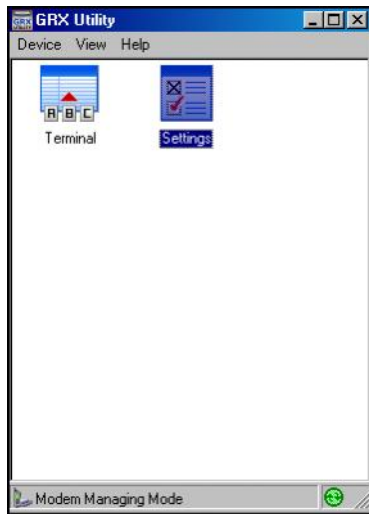 GRX Utility
Device View Help
A B C
Terminal Settings
Modem Managing Mode